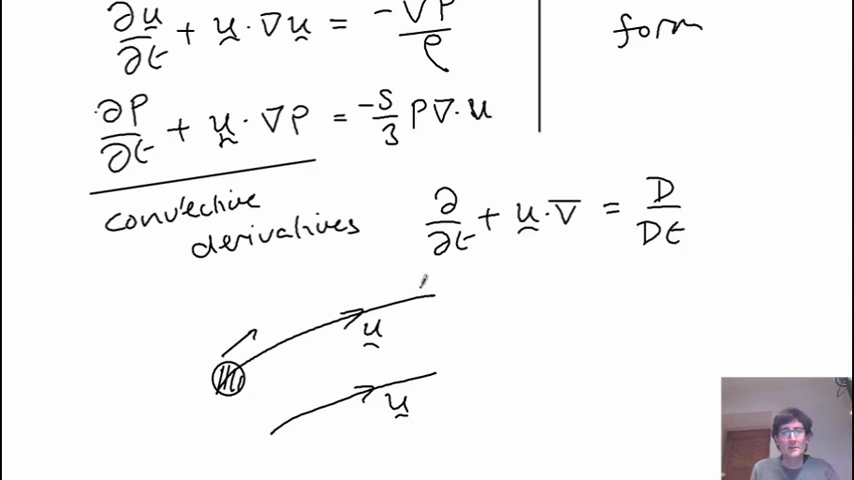 ∂u/∂t + u · ∇u = -∇P/ρ
form
∂P/∂t + u · ∇P = -5/3 P∇·u
convective
derivatives
∂/∂t + u · ∇ = D/Dt
u
u